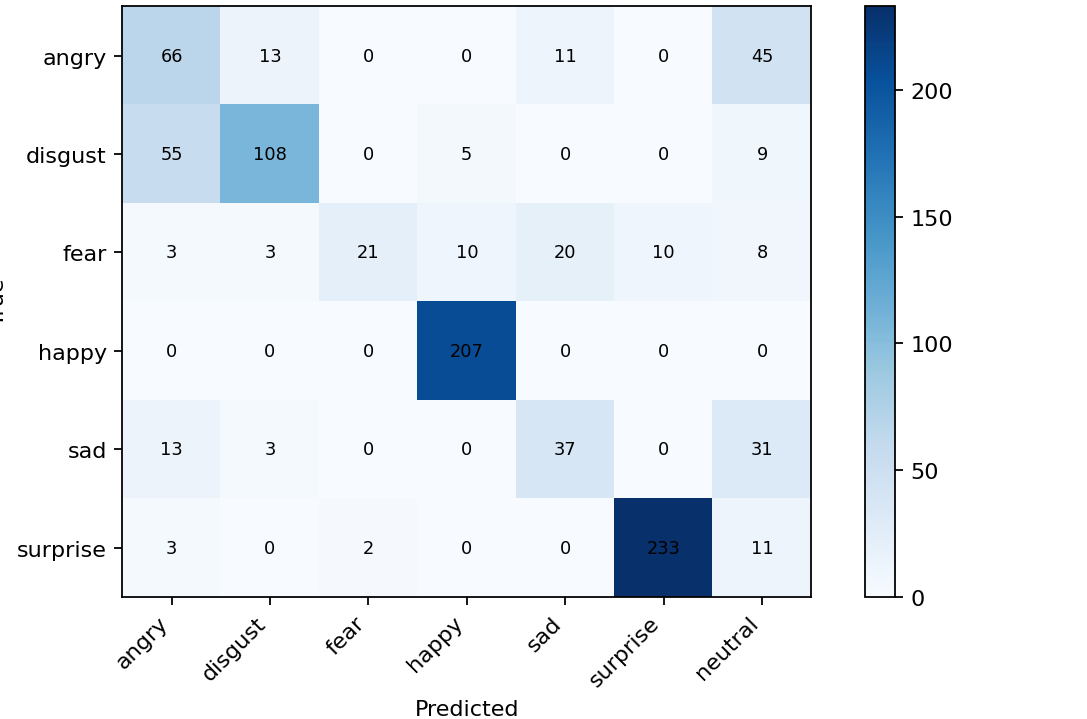 angry 66 13 0 0 11 0 45
disgust 55 108 0 5 0 0 9
fear 3 3 21 10 20 10 8
happy 0 0 0 207 0 0 0
sad 13 3 0 0 37 0 31
surprise 3 0 2 0 0 233 11
angry disgust fear happy sad surprise neutral
Predicted
200
150
100
50
0